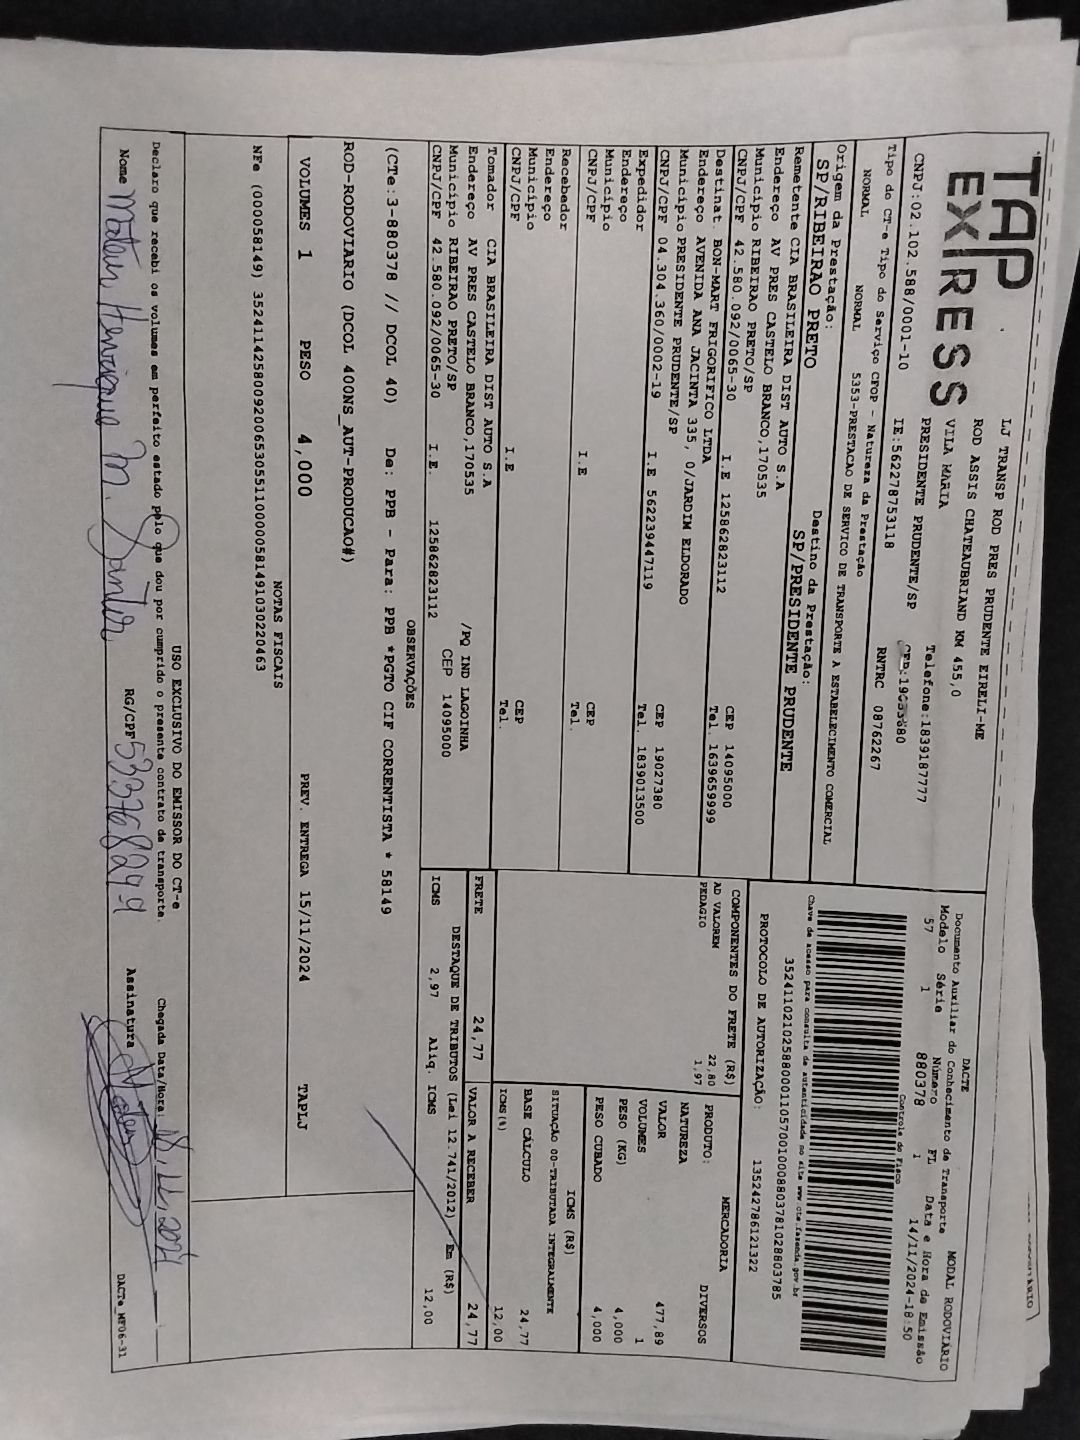 TAP
EXPRESS
LJ TRANSP ROD PRES PRUDENTE EIRELI-ME
ROD ASSIS CHATEAUBRIAND KM 455,0
VILA MARIA
PRESIDENTE PRUDENTE/SP
Telefone:1839187777
CNPJ:02.102.588/0001-10 IE:562278753118 RNTRC 08762267
Tipo do CT-e Tipo do Serviço CFOP - Natureza da Prestação
NORMAL NORMAL 5353-PRESTACAO DE SERVICO DE TRANSPORTE A ESTABELECIMENTO COMERCIAL
Origem da Prestação: Destino da Prestação:
SP/RIBEIRAO PRETO SP/PRESIDENTE PRUDENTE
Remetente CIA BRASILEIRA DIST AUTO S.A
Endereço AV PRES CASTELO BRANCO,170535
Município RIBEIRAO PRETO/SP CEP 14095000
CNPJ/CPF 42.580.092/0065-30 I.E 125862823112 Tel. 1639659999
Destinat. BON-MART FRIGORIFICO LTDA
Endereço AVENIDA ANA JACINTA 335, 0/JARDIM ELDORADO
Município PRESIDENTE PRUDENTE/SP CEP 19027380
CNPJ/CPF 04.304.360/0002-19 I.E 562239447119 Tel. 1839013500
Expedidor
Endereço
Município CEP
CNPJ/CPF I.E Tel.
Recebedor
Endereço
Município CEP
CNPJ/CPF I.E Tel.
Tomador CIA BRASILEIRA DIST AUTO S.A
Endereço AV PRES CASTELO BRANCO,170535 /PQ IND LAGOINHA
Município RIBEIRAO PRETO/SP CEP 14095000
CNPJ/CPF 42.580.092/0065-30 I.E. 125862823112
DACTE MODAL RODOVIÁRIO
Documento Auxiliar do Conhecimento de Transporte
Modelo Série Número FL Data e Hora de Emissão
57 1 880378 1 14/11/2024-18:50
Controle do Fisco
Chave de acesso para consulta de autenticidade no site www.cte.fazenda.gov.br
35241102102588000110570010008803781028803785
PROTOCOLO DE AUTORIZAÇÃO: 135242786121322
COMPONENTES DO FRETE (R$)
AD VALOREM 22,80
PEDAGIO 1,97
PRODUTO: MERCADORIA
NATUREZA DIVERSOS
VALOR 477,89
VOLUMES 1
PESO (KG) 4,000
PESO CUBADO 4,000
ICMS (R$)
SITUAÇÃO 00-TRIBUTADA INTEGRALMENTE
BASE CÁLCULO 24,77
ICMS(%) 12,00
FRETE 24,77 VALOR A RECEBER 24,77
DESTAQUE DE TRIBUTOS (Lei 12.741/2012) - Em (R$)
ICMS 2,97 Aliq. ICMS 12,00
OBSERVAÇÕES
(CTe:3-880378 // DCOL 40) De: PPB - Para: PPB *PGTO CIF CORRENTISTA * 58149
ROD-RODOVIARIO (DCOL 400NS_AUT-PRODUCAO#)
VOLUMES 1 PESO 4,000 PREV. ENTREGA 15/11/2024 TAPLJ
NOTAS FISCAIS
NFe (000058149) 35241142580092006530551100000581491030220463
USO EXCLUSIVO DO EMISSOR DO CT-e
Declaro que recebi os volumes em perfeito estado pelo que dou por cumprido o presente contrato de transporte. Chegada Data/Hora:
Nome Mateus Henrique M. Santos RG/CPF 533768299 Assinatura
DACTe MF06-31